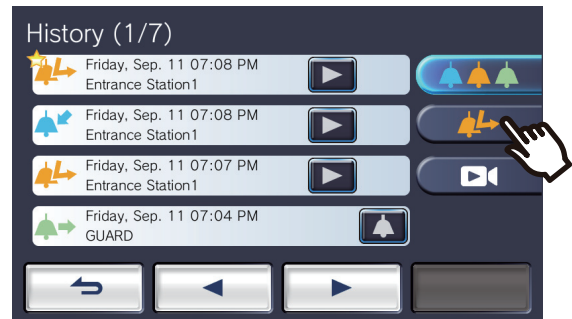 History (1/7)
Friday, Sep. 11 07:08 PM
Entrance Station1
Friday, Sep. 11 07:08 PM
Entrance Station1
Friday, Sep. 11 07:07 PM
Entrance Station1
Friday, Sep. 11 07:04 PM
GUARD